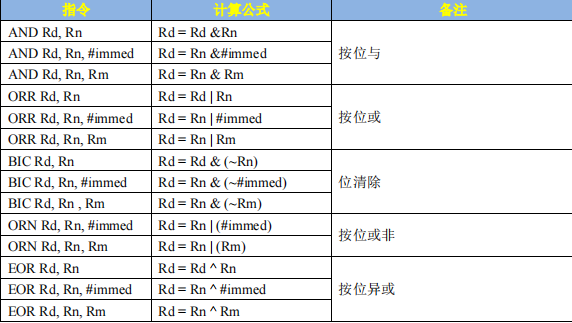 指令 计算公式 备注
AND Rd, Rn Rd = Rd &Rn 按位与
AND Rd, Rn, #immed Rd = Rn &#immed
AND Rd, Rn, Rm Rd = Rn & Rm
ORR Rd, Rn Rd = Rd | Rn 按位或
ORR Rd, Rn, #immed Rd = Rn | #immed
ORR Rd, Rn, Rm Rd = Rn | Rm
BIC Rd, Rn Rd = Rd & (~Rn) 位清除
BIC Rd, Rn, #immed Rd = Rn & (~#immed)
BIC Rd, Rn , Rm Rd = Rn & (~Rm)
ORN Rd, Rn, #immed Rd = Rn | (#immed) 按位或非
ORN Rd, Rn, Rm Rd = Rn | (Rm)
EOR Rd, Rn Rd = Rd ^ Rn 按位异或
EOR Rd, Rn, #immed Rd = Rn ^ #immed
EOR Rd, Rn, Rm Rd = Rn ^ Rm